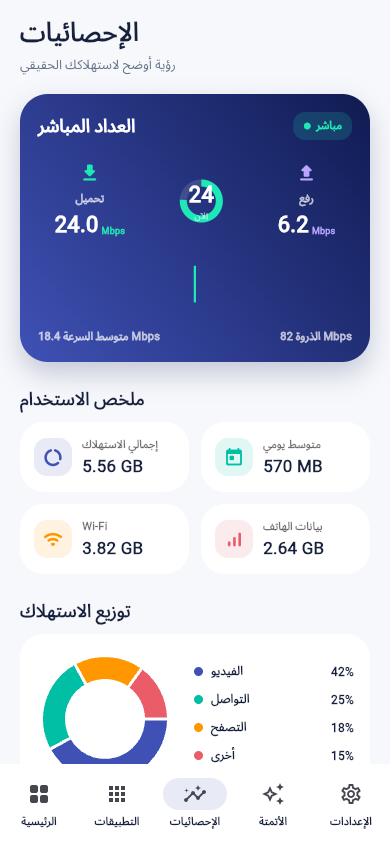 الإحصائيات
رؤية أوضح لاستهلاكك الحقيقي
العداد المباشر
مباشر
تحميل
24.0 Mbps
24
الآن
رفع
6.2 Mbps
متوسط السرعة 18.4 Mbps
الذروة 82 Mbps
ملخص الاستخدام
إجمالي الاستهلاك
5.56 GB
متوسط يومي
570 MB
Wi-Fi
3.82 GB
بيانات الهاتف
2.64 GB
توزيع الاستهلاك
الفيديو 42%
التواصل 25%
التصفح 18%
أخرى 15%
الرئيسية
التطبيقات
الإحصائيات
الأتمتة
الإعدادات